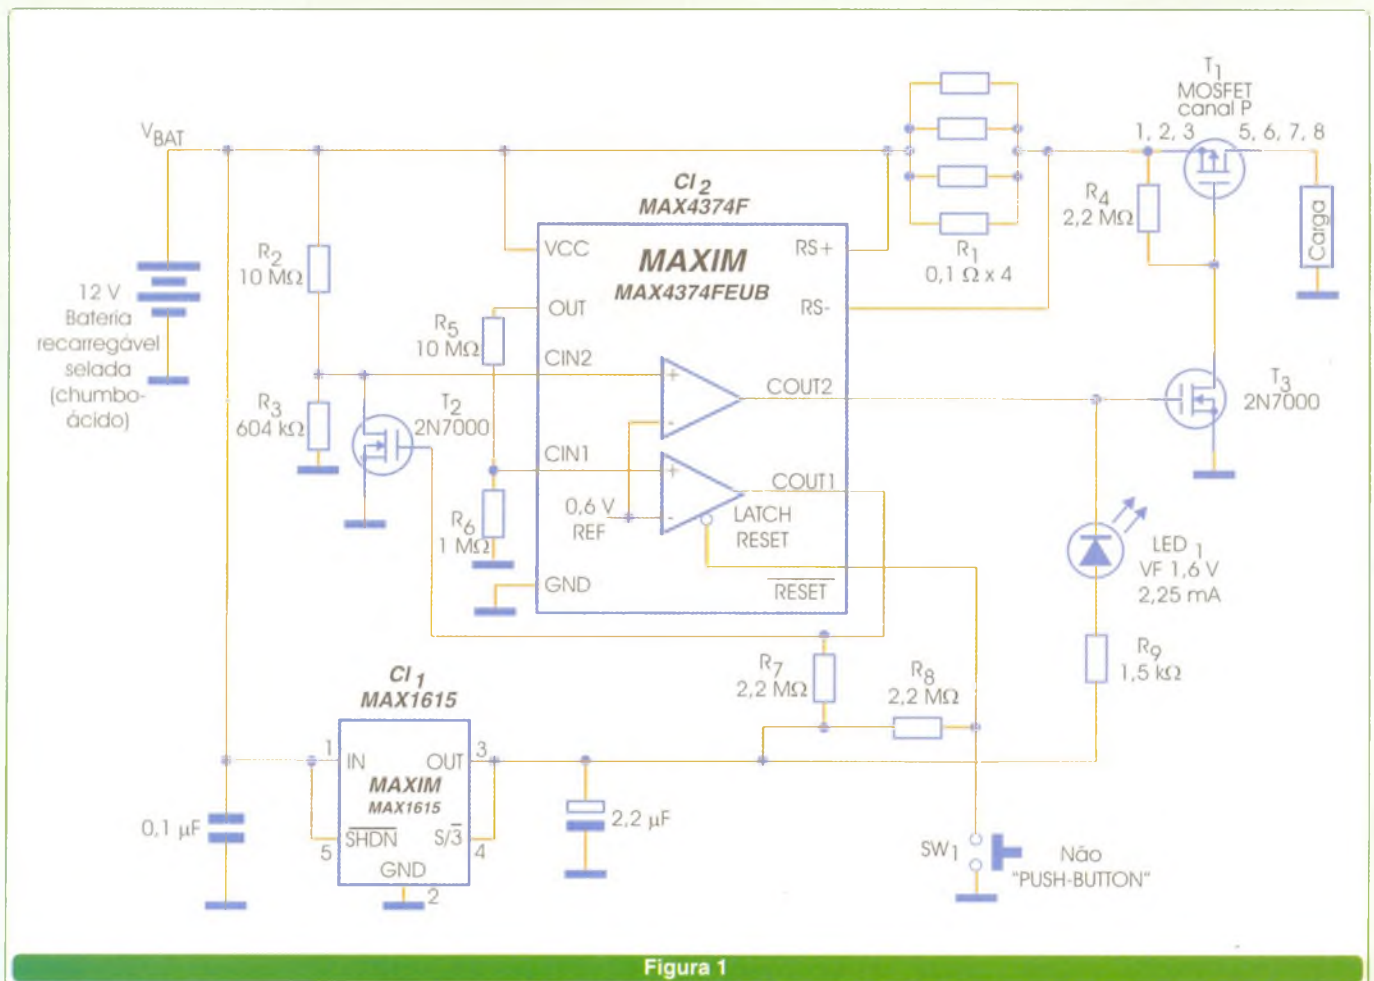 T1
MOSFET
canal P
1, 2, 3
5, 6, 7, 8
VBAT
CI2
MAX4374F
R4
2,2 MΩ
Carga
R1
0,1 Ω x 4
VCC
RS+
MAXIM
MAX4374FEUB
R2
10 MΩ
12 V
Bateria
recarregável
selada
(chumbo-
ácido)
OUT
RS-
R5
10 MΩ
CIN2
+
-
COUT2
T3
2N7000
R3
604 kΩ
T2
2N7000
CIN1
+
-
COUT1
0,6 V
REF
LATCH
RESET
R6
1 MΩ
GND
RESET
LED 1
VF 1,6 V
2,25 mA
R7
2,2 MΩ
R8
2,2 MΩ
R9
1,5 kΩ
CI1
MAX1615
1
IN
OUT
3
MAXIM
MAX1615
SHDN
5
S/3
4
GND
2
0,1 µF
2,2 µF
SW1
Não
"PUSH-BUTTON"
Figura 1